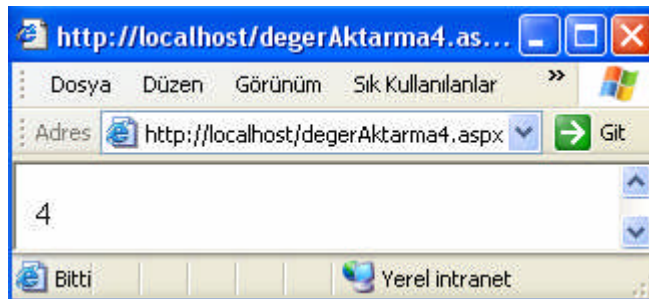 http://localhost/degerAktarma4.as...
Dosya Düzen Görünüm Sık Kullanılanlar »
Adres http://localhost/degerAktarma4.aspx Git
4
Bitti Yerel intranet